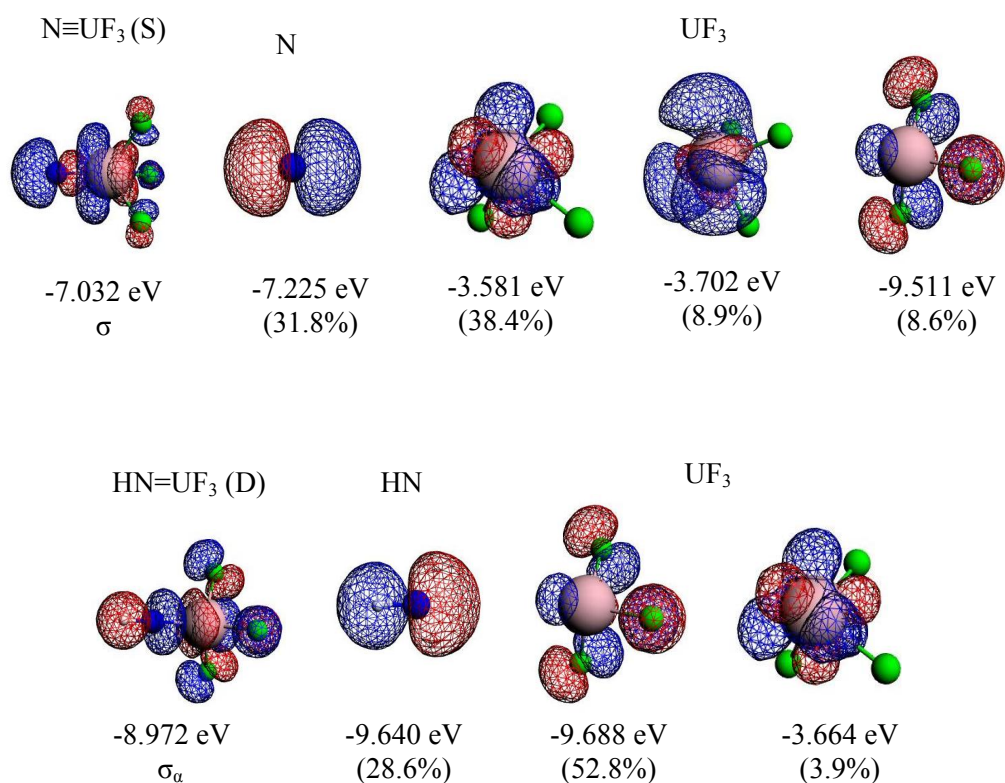 N≡UF₃ (S)
N
UF₃
-7.032 eV
σ
-7.225 eV
(31.8%)
-3.581 eV
(38.4%)
-3.702 eV
(8.9%)
-9.511 eV
(8.6%)
HN=UF₃ (D)
HN
UF₃
-8.972 eV
σα
-9.640 eV
(28.6%)
-9.688 eV
(52.8%)
-3.664 eV
(3.9%)